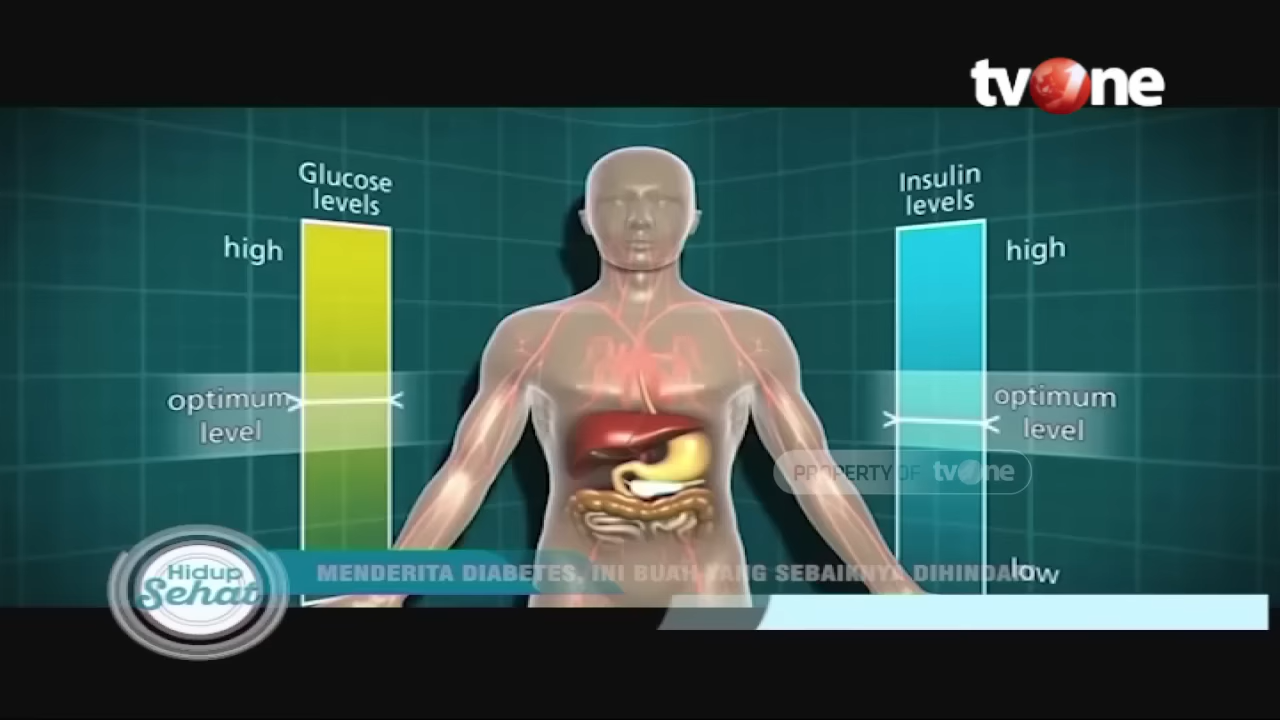 tvOne
Glucose
levels
Insulin
levels
high
high
optimum
level
optimum
level
PROPERTY OF tvOne
low
Hidup
Sehat
MENDERITA DIABETES, INI BUAH YANG SEBAIKNYA